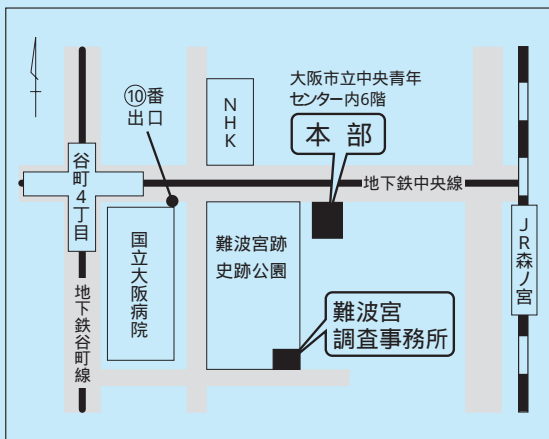 ⑩番
出口
NHK
大阪市立中央青年
センター内6階
本部
谷町4丁目
地下鉄中央線
国立大阪病院
難波宮跡
史跡公園
JR森ノ宮
地下鉄谷町線
難波宮
調査事務所